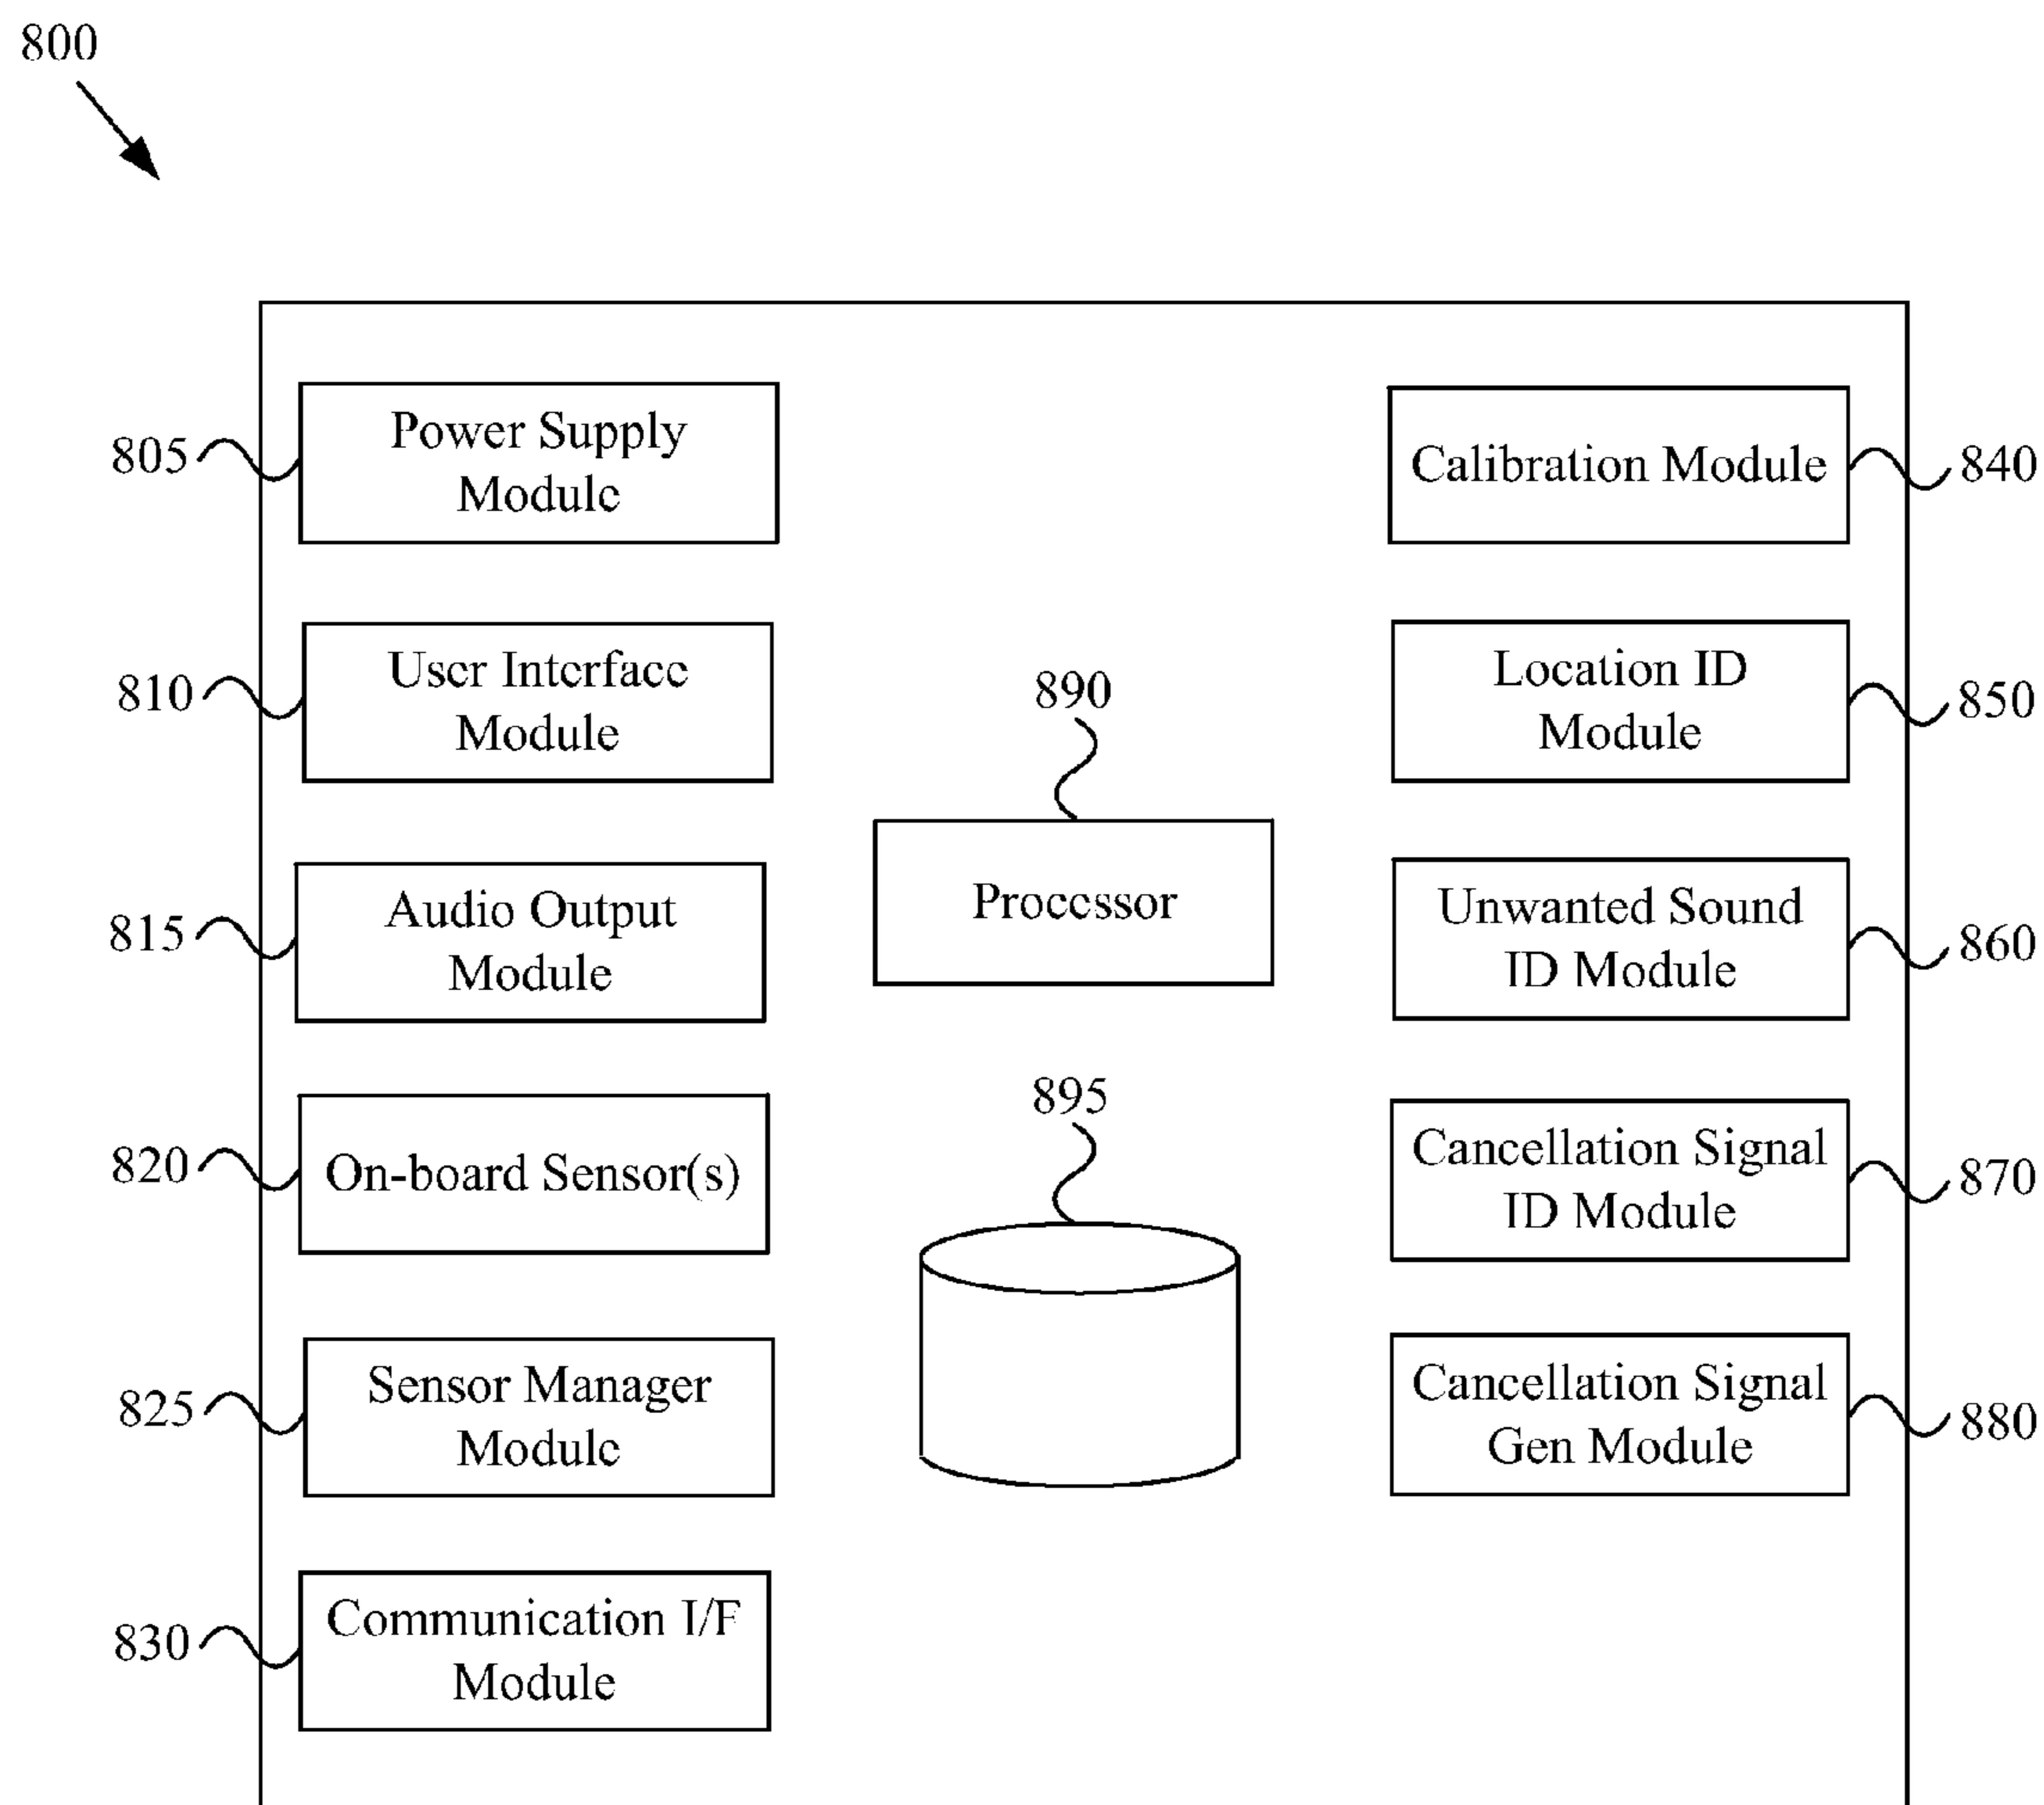 800
805
Power Supply
Module
810
User Interface
Module
815
Audio Output
Module
820
On-board Sensor(s)
825
Sensor Manager
Module
830
Communication I/F
Module
890
Processor
895
Calibration Module
840
Location ID
Module
850
Unwanted Sound
ID Module
860
Cancellation Signal
ID Module
870
Cancellation Signal
Gen Module
880